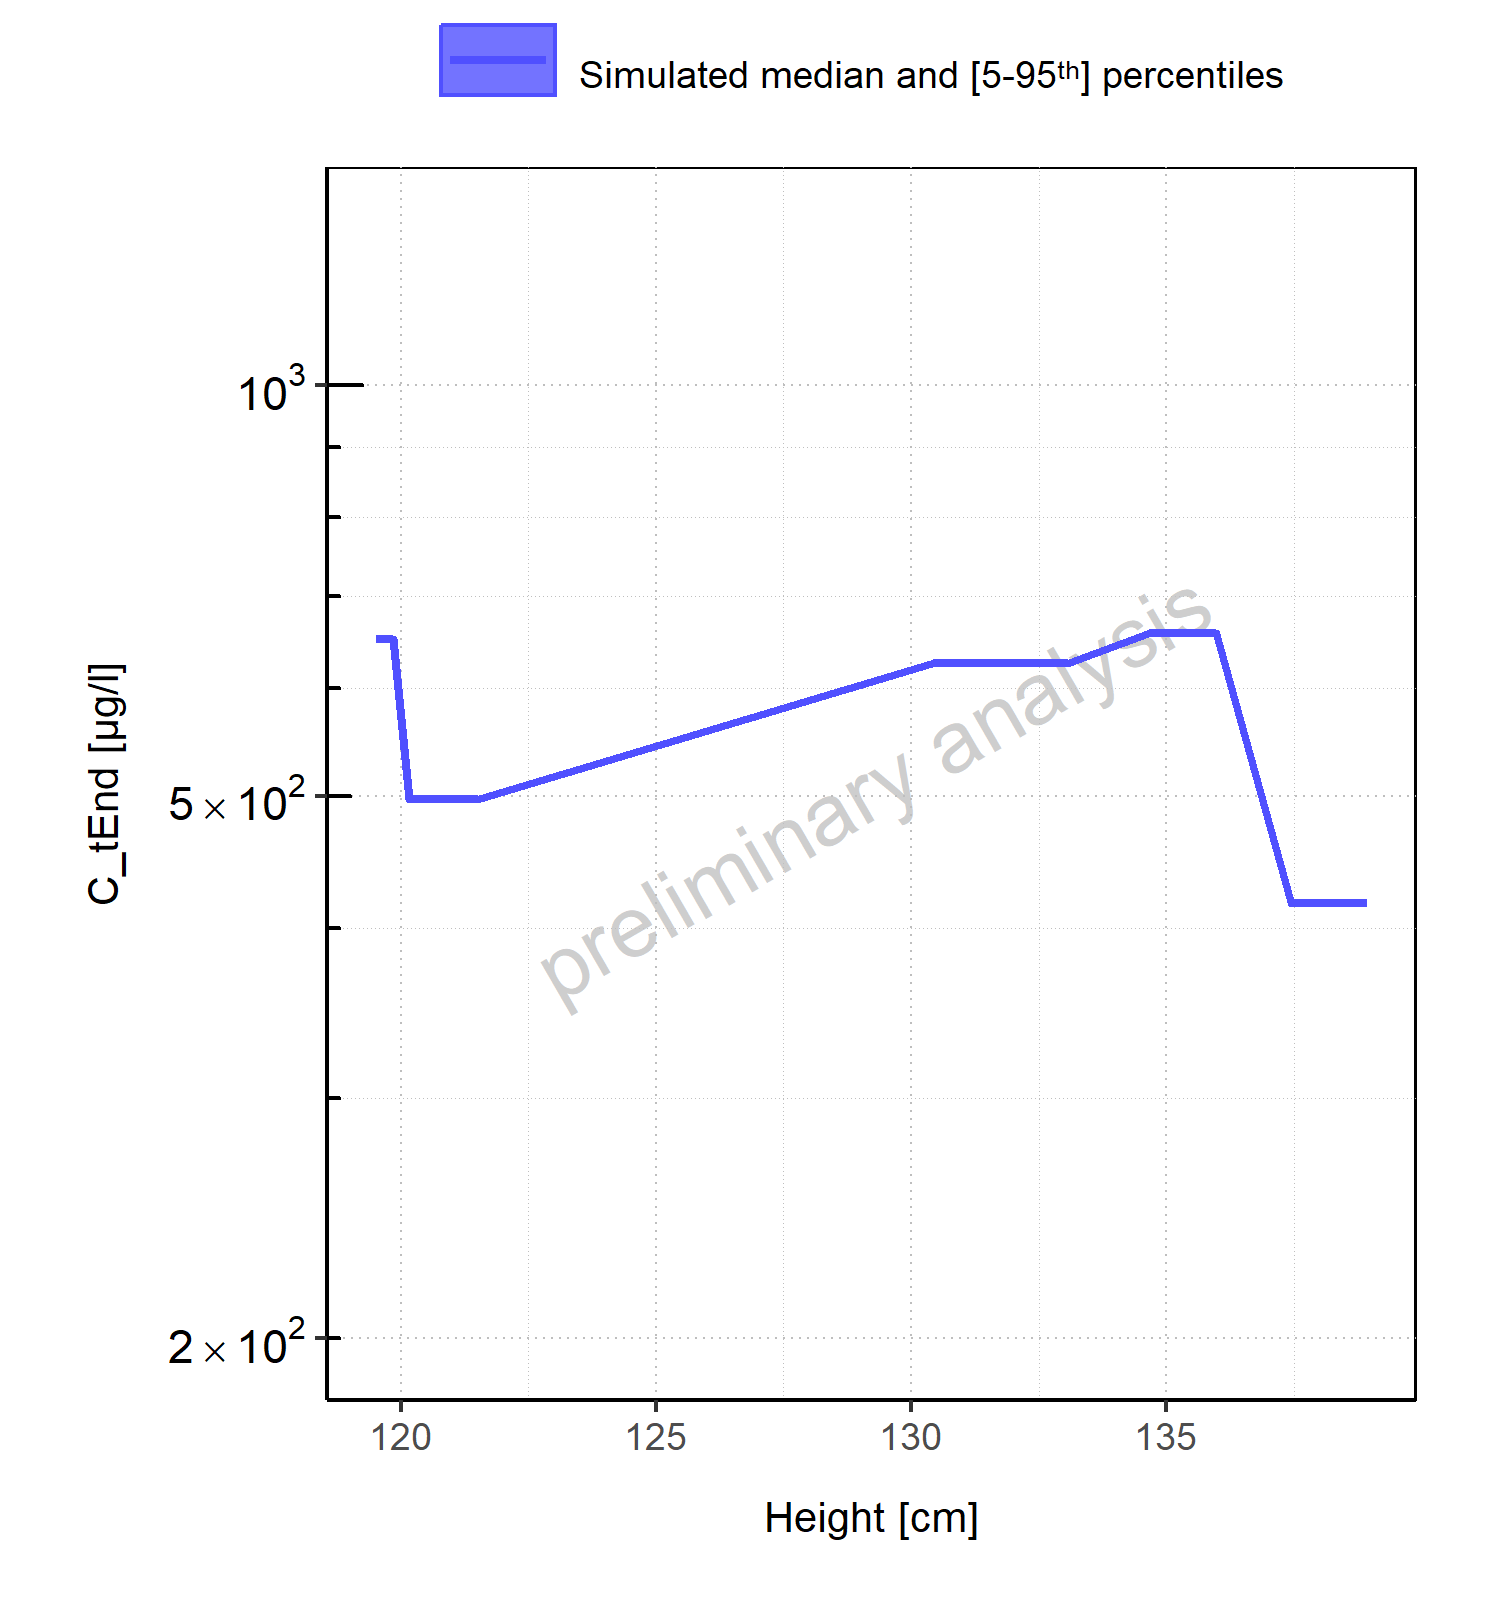 Simulated median and [5-95th] percentiles
10³
5 × 10²
2 × 10²
C_tEnd [µg/l]
preliminary analysis
120 125 130 135
Height [cm]